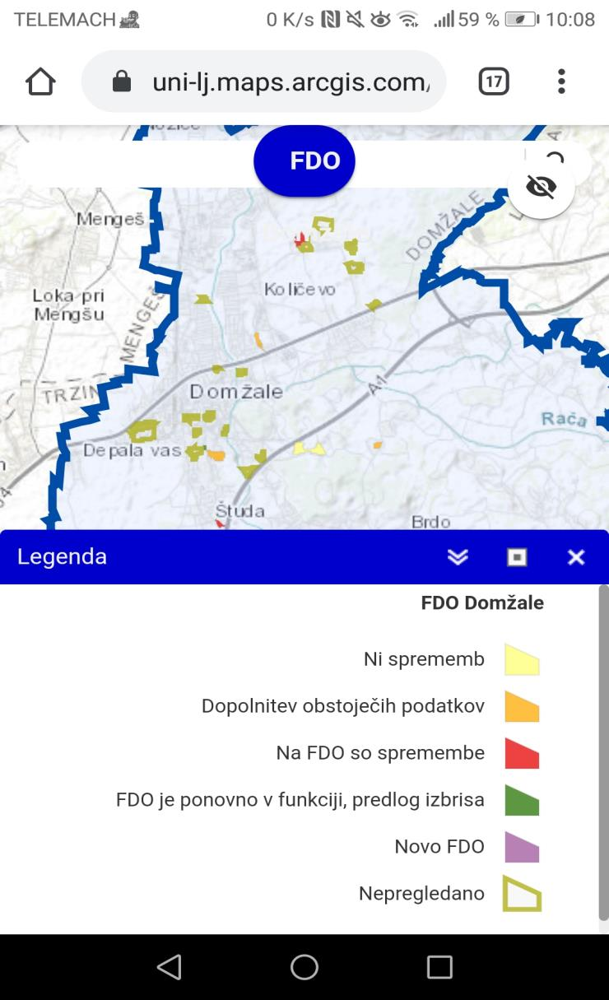 TELEMACH 0 K/s 59 % 10:08
uni-lj.maps.arcgis.com/
17
FDO
Mengeš
DOMŽALE
Količevo
Loka pri
Mengšu
MENGEŠ
TRZIN
Domžale
A1
Rača
Depala vas
Študa
Brdo
Legenda
FDO Domžale
Ni sprememb
Dopolnitev obstoječih podatkov
Na FDO so spremembe
FDO je ponovno v funkciji, predlog izbrisa
Novo FDO
Nepregledano